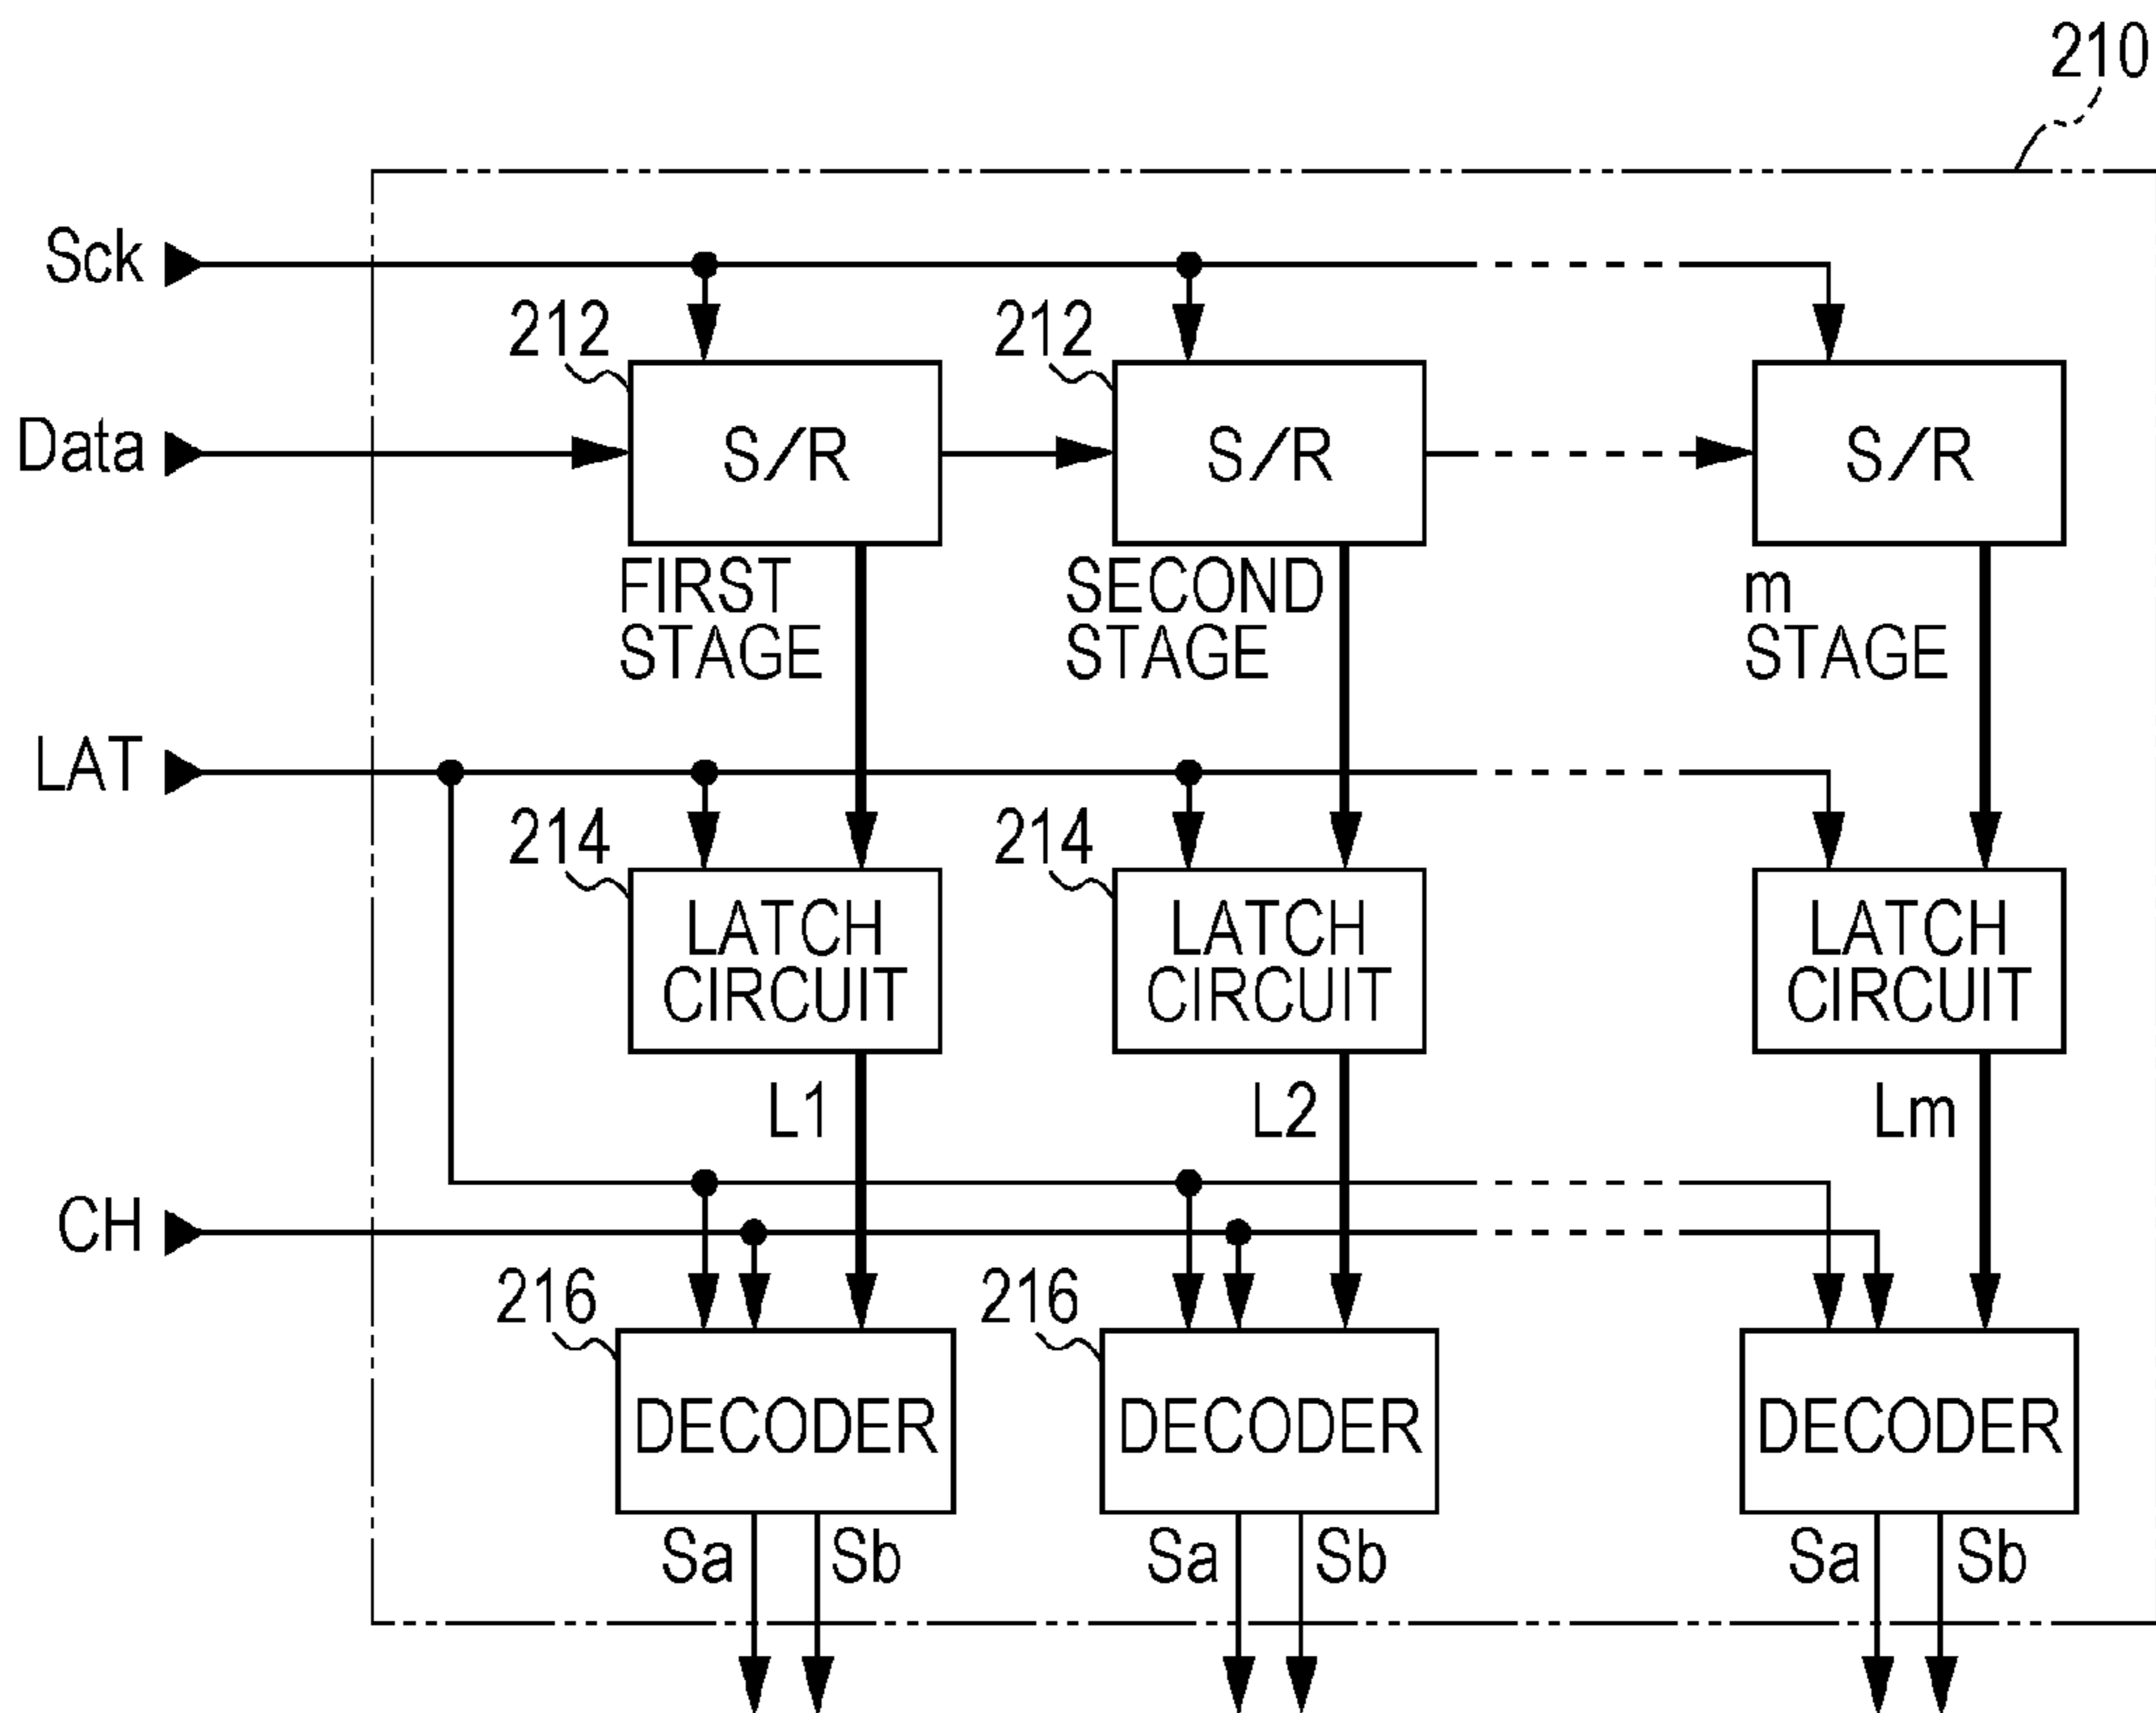 210
Sck
212
212
Data
S/R
S/R
S/R
FIRST
STAGE
SECOND
STAGE
m
STAGE
LAT
214
214
LATCH
CIRCUIT
LATCH
CIRCUIT
LATCH
CIRCUIT
L1
L2
Lm
CH
216
216
DECODER
DECODER
DECODER
Sa
Sb
Sa
Sb
Sa
Sb